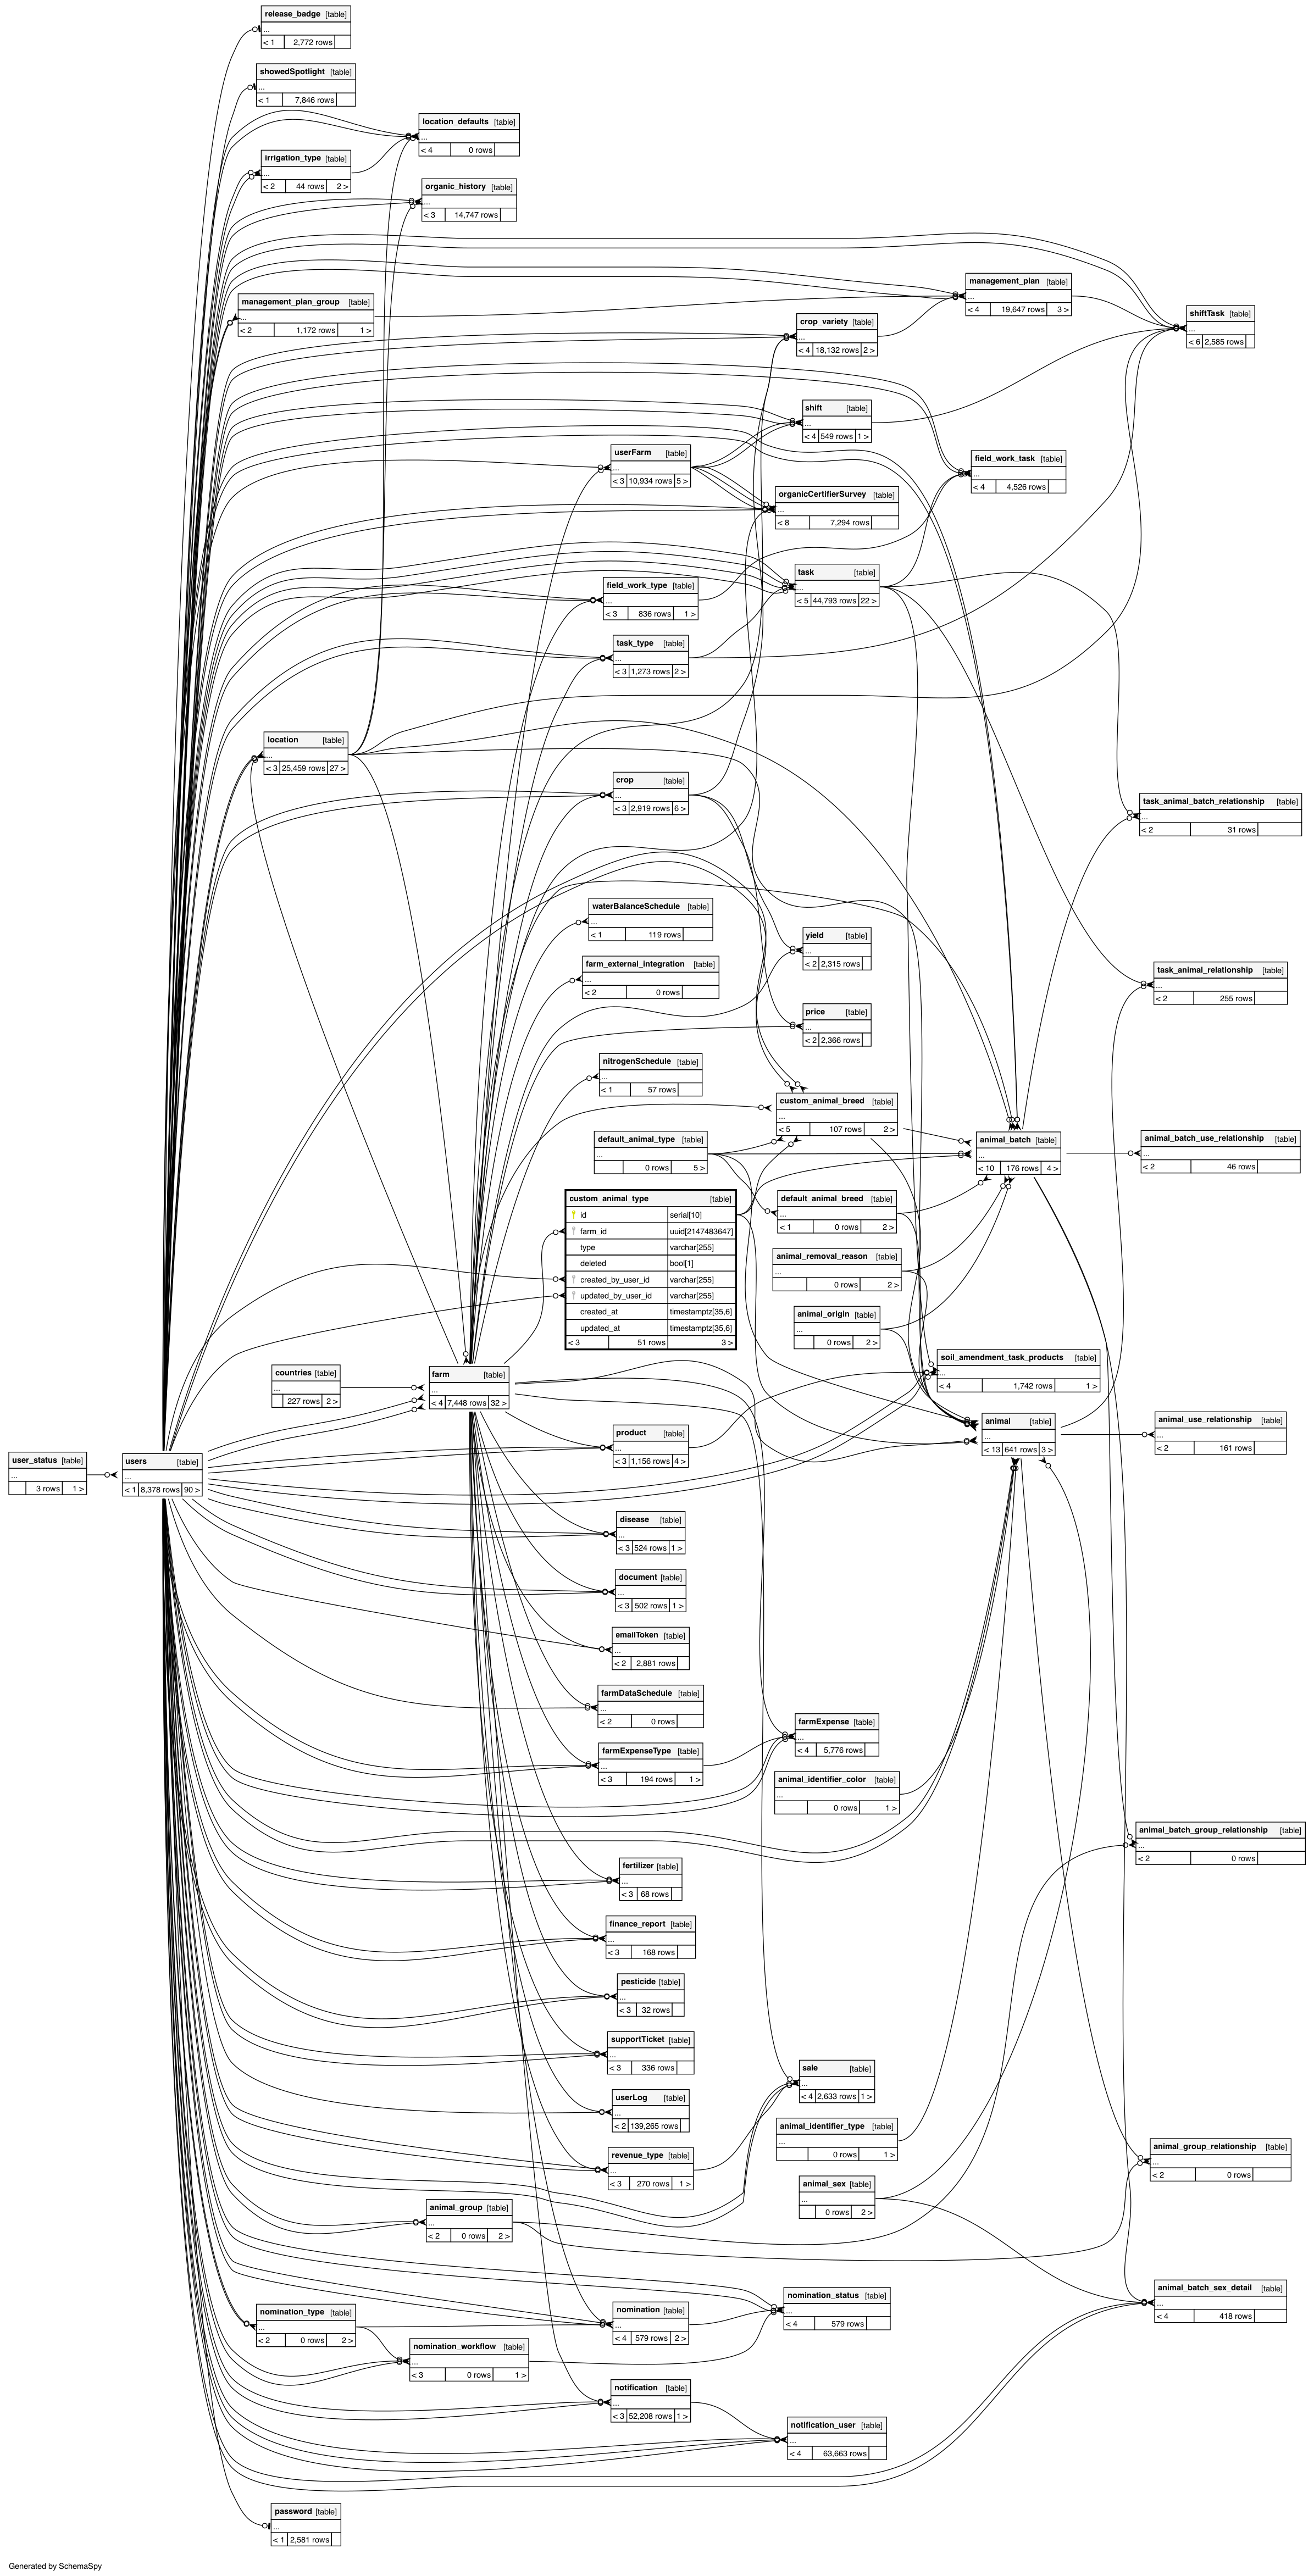 release_badge [table]
...
< 1 2,772 rows
showedSpotlight [table]
...
< 1 7,846 rows
location_defaults [table]
...
< 4 0 rows
irrigation_type [table]
...
< 2 44 rows 2 >
organic_history [table]
...
< 3 14,747 rows
management_plan [table]
...
< 4 19,647 rows 3 >
management_plan_group [table]
...
< 2 1,172 rows 1 >
shiftTask [table]
...
< 6 2,585 rows
crop_variety [table]
...
< 4 18,132 rows 2 >
shift [table]
...
< 4 549 rows 1 >
userFarm [table]
...
< 3 10,934 rows 5 >
field_work_task [table]
...
< 4 4,526 rows
organicCertifierSurvey [table]
...
< 8 7,294 rows
task [table]
...
< 5 44,793 rows 22 >
field_work_type [table]
...
< 3 836 rows 1 >
task_type [table]
...
< 3 1,273 rows 2 >
location [table]
...
< 3 25,459 rows 27 >
crop [table]
...
< 3 2,919 rows 6 >
task_animal_batch_relationship [table]
...
< 2 31 rows
waterBalanceSchedule [table]
...
< 1 119 rows
yield [table]
...
< 2 2,315 rows
farm_external_integration [table]
...
< 2 0 rows
task_animal_relationship [table]
...
< 2 255 rows
price [table]
...
< 2 2,366 rows
nitrogenSchedule [table]
...
< 1 57 rows
custom_animal_breed [table]
...
< 5 107 rows 2 >
default_animal_type [table]
...
0 rows 5 >
animal_batch [table]
...
< 10 176 rows 4 >
animal_batch_use_relationship [table]
...
< 2 46 rows
custom_animal_type [table]
id serial[10]
farm_id uuid[2147483647]
type varchar[255]
deleted bool[1]
created_by_user_id varchar[255]
updated_by_user_id varchar[255]
created_at timestamptz[35,6]
updated_at timestamptz[35,6]
< 3 51 rows 3 >
default_animal_breed [table]
...
< 1 0 rows 2 >
animal_removal_reason [table]
...
0 rows 2 >
animal_origin [table]
...
0 rows 2 >
soil_amendment_task_products [table]
...
< 4 1,742 rows 1 >
countries [table]
...
227 rows 2 >
farm [table]
...
< 4 7,448 rows 32 >
animal [table]
...
< 13 641 rows 3 >
animal_use_relationship [table]
...
< 2 161 rows
product [table]
...
< 3 1,156 rows 4 >
user_status [table]
...
3 rows 1 >
users [table]
...
< 1 8,378 rows 90 >
disease [table]
...
< 3 524 rows 1 >
document [table]
...
< 3 502 rows 1 >
emailToken [table]
...
< 2 2,881 rows
farmDataSchedule [table]
...
< 2 0 rows
farmExpense [table]
...
< 4 5,776 rows
farmExpenseType [table]
...
< 3 194 rows 1 >
animal_identifier_color [table]
...
0 rows 1 >
animal_batch_group_relationship [table]
...
< 2 0 rows
fertilizer [table]
...
< 3 68 rows
finance_report [table]
...
< 3 168 rows
pesticide [table]
...
< 3 32 rows
supportTicket [table]
...
< 3 336 rows
sale [table]
...
< 4 2,633 rows 1 >
userLog [table]
...
< 2 139,265 rows
animal_identifier_type [table]
...
0 rows 1 >
revenue_type [table]
...
< 3 270 rows 1 >
animal_group_relationship [table]
...
< 2 0 rows
animal_sex [table]
...
0 rows 2 >
animal_group [table]
...
< 2 0 rows 2 >
animal_batch_sex_detail [table]
...
< 4 418 rows
nomination_status [table]
...
< 4 579 rows
nomination [table]
...
< 4 579 rows 2 >
nomination_type [table]
...
< 2 0 rows 2 >
nomination_workflow [table]
...
< 3 0 rows 1 >
notification [table]
...
< 3 52,208 rows 1 >
notification_user [table]
...
< 4 63,663 rows
password [table]
...
< 1 2,581 rows
Generated by SchemaSpy